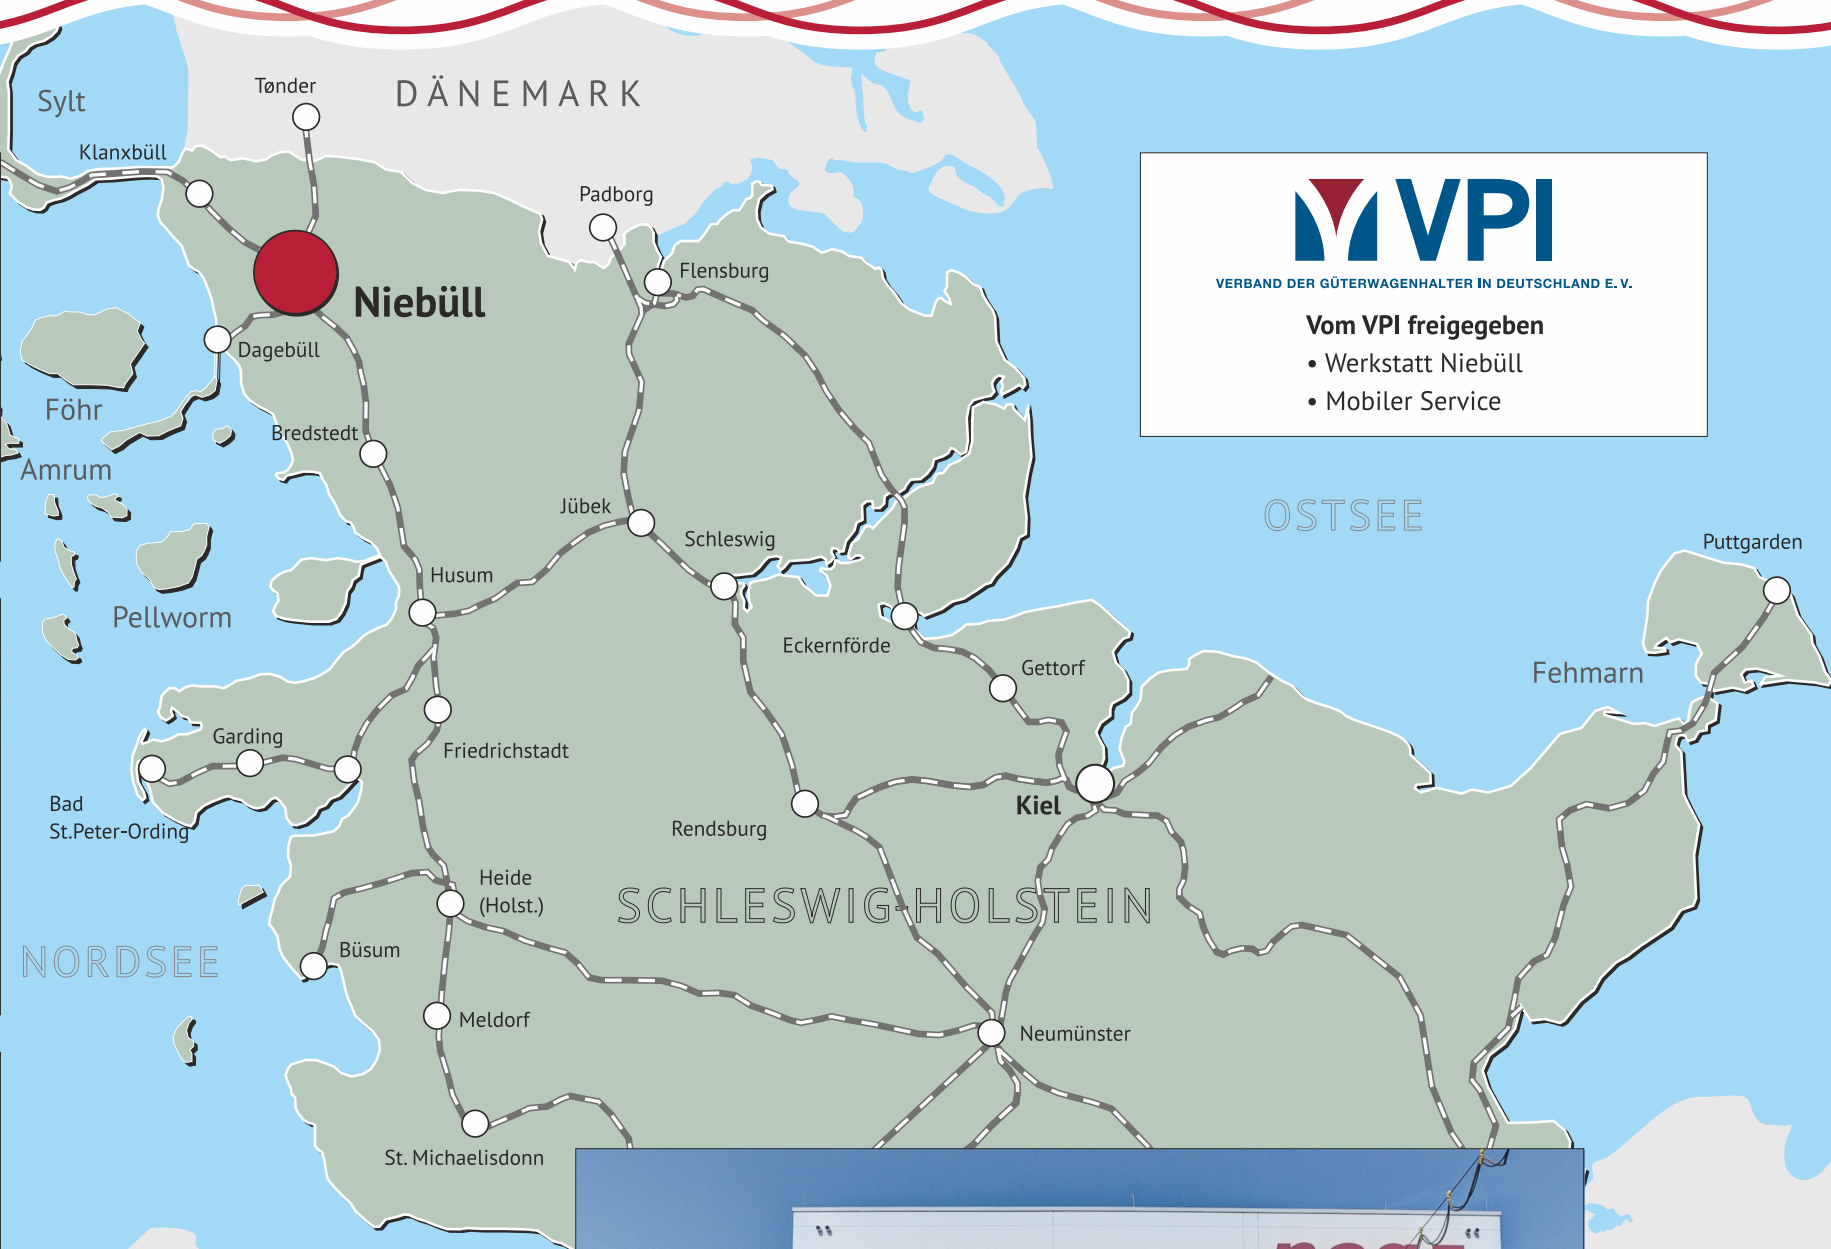 Sylt
Tønder
DÄNEMARK
Klanxbüll
Padborg
Flensburg
Niebüll
Dagebüll
VPI
VERBAND DER GÜTERWAGENHALTER IN DEUTSCHLAND E. V.
Vom VPI freigegeben
• Werkstatt Niebüll
• Mobiler Service
Föhr
Bredstedt
Amrum
Jübek
Schleswig
OSTSEE
Puttgarden
Husum
Pellworm
Eckernförde
Gettorf
Fehmarn
Garding
Friedrichstadt
Bad
St.Peter-Ording
Kiel
Rendsburg
Heide
(Holst.)
SCHLESWIG-HOLSTEIN
Büsum
NORDSEE
Meldorf
Neumünster
St. Michaelisdonn